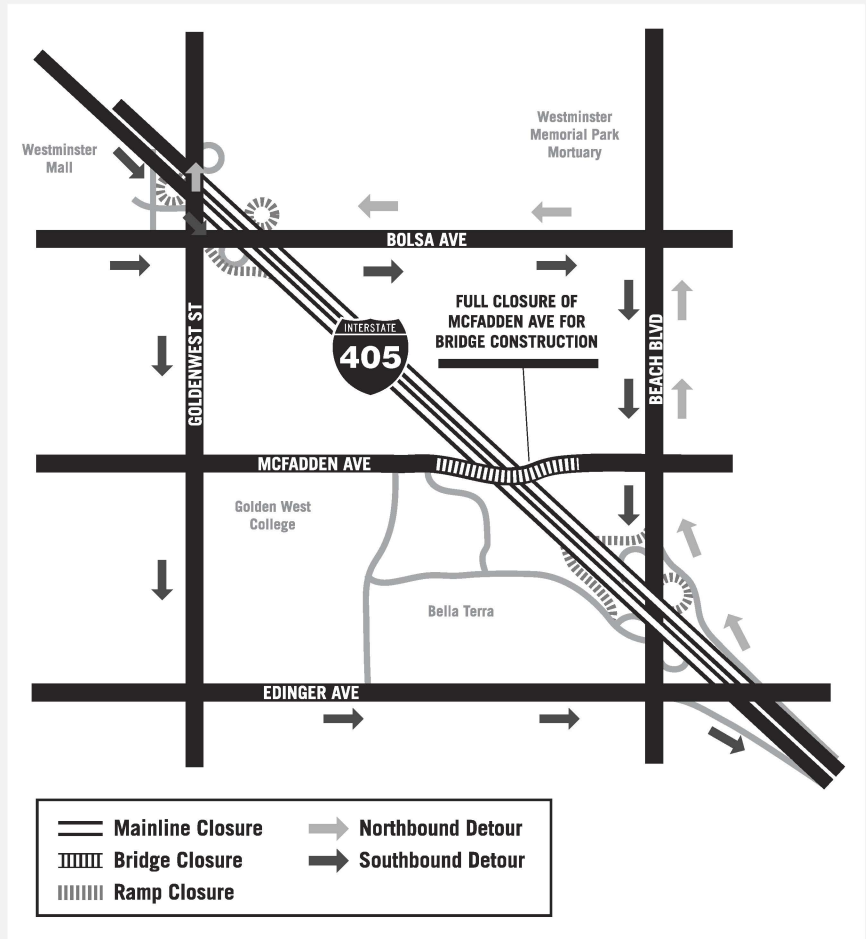 Westminster
Mall
Westminster
Memorial Park
Mortuary
BOLSA AVE
FULL CLOSURE OF
MCFADDEN AVE FOR
BRIDGE CONSTRUCTION
INTERSTATE
405
GOLDENWEST ST
BEACH BLVD
MCFADDEN AVE
Golden West
College
Bella Terra
EDINGER AVE
Mainline Closure
Northbound Detour
Bridge Closure
Southbound Detour
Ramp Closure